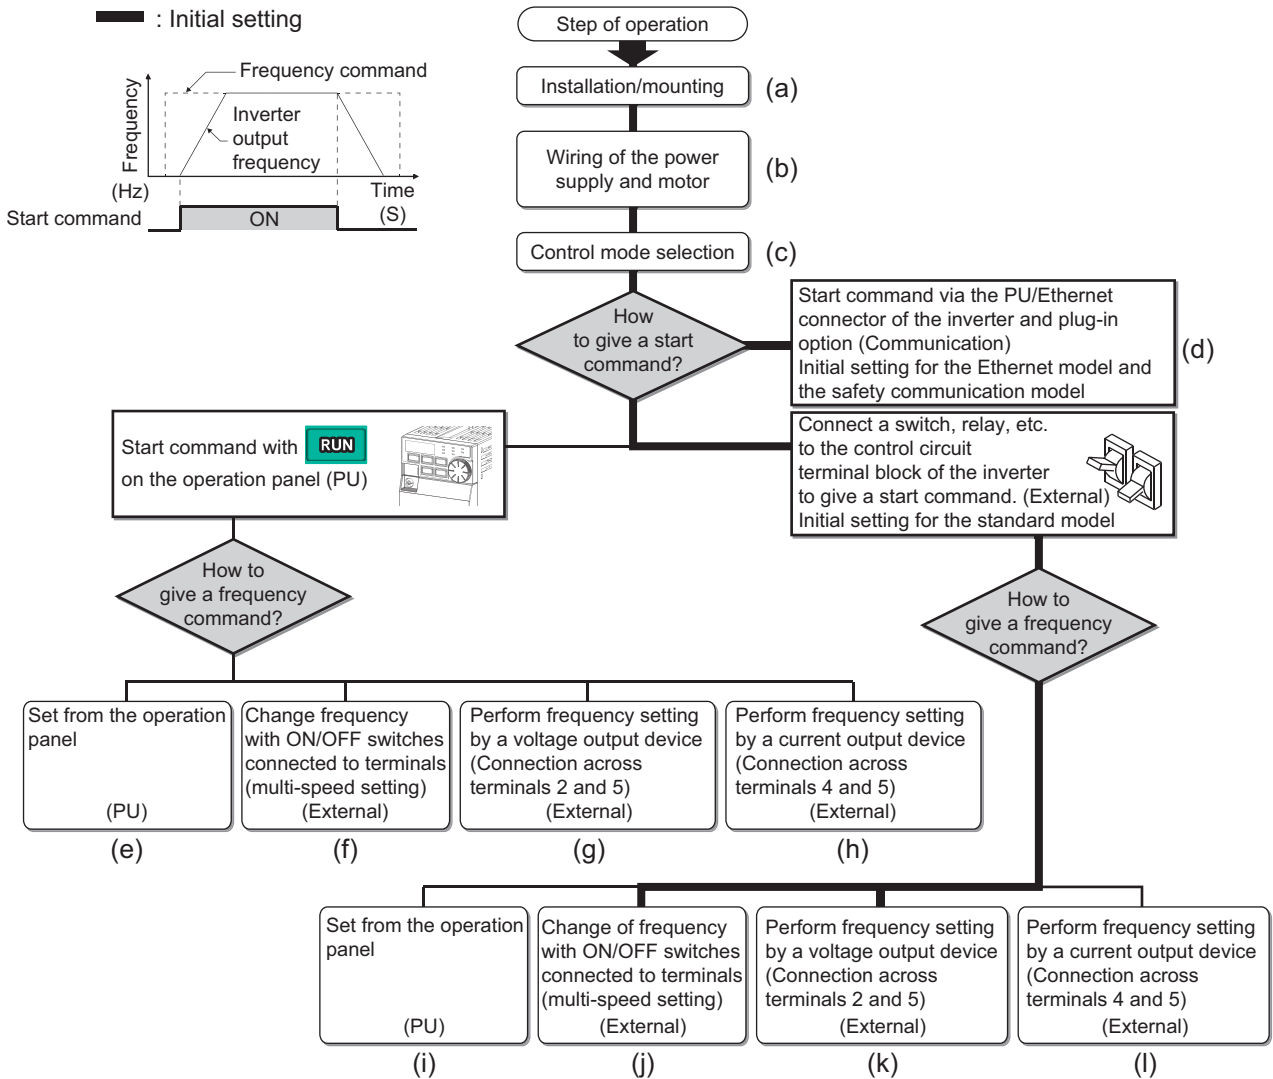 : Initial setting
Step of operation
Frequency command
Frequency
Inverter
output
frequency
(Hz)
Time
(S)
Start command
ON
Installation/mounting
(a)
Wiring of the power
supply and motor
(b)
Control mode selection
(c)
How
to give a start
command?
Start command via the PU/Ethernet
connector of the inverter and plug-in
option (Communication)
Initial setting for the Ethernet model and
the safety communication model
(d)
Start command with RUN
on the operation panel (PU)
Connect a switch, relay, etc.
to the control circuit
terminal block of the inverter
to give a start command. (External)
Initial setting for the standard model
How to
give a frequency
command?
How to
give a frequency
command?
Set from the operation
panel
(PU)
(e)
Change frequency
with ON/OFF switches
connected to terminals
(multi-speed setting)
(External)
(f)
Perform frequency setting
by a voltage output device
(Connection across
terminals 2 and 5)
(External)
(g)
Perform frequency setting
by a current output device
(Connection across
terminals 4 and 5)
(External)
(h)
Set from the operation
panel
(PU)
(i)
Change of frequency
with ON/OFF switches
connected to terminals
(multi-speed setting)
(External)
(j)
Perform frequency setting
by a voltage output device
(Connection across
terminals 2 and 5)
(External)
(k)
Perform frequency setting
by a current output device
(Connection across
terminals 4 and 5)
(External)
(l)